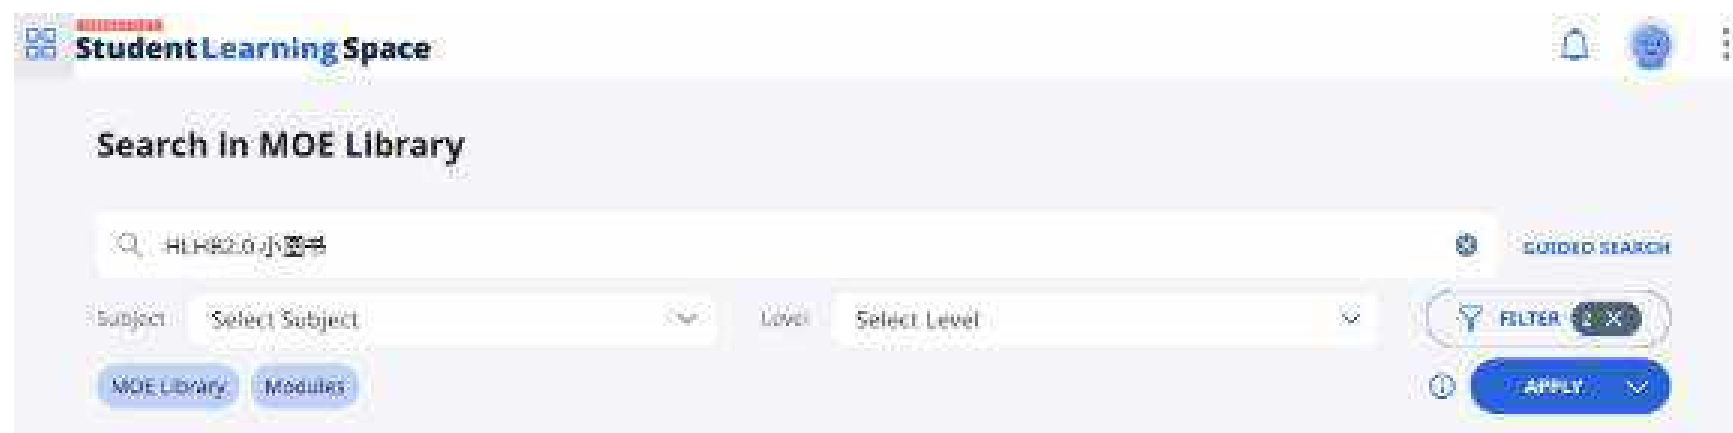 Student Learning Space
Search in MOE Library
HLHB2.0 小图书
GUIDED SEARCH
Subject Select Subject Level Select Level FILTER
MOE Library Modules APPLY